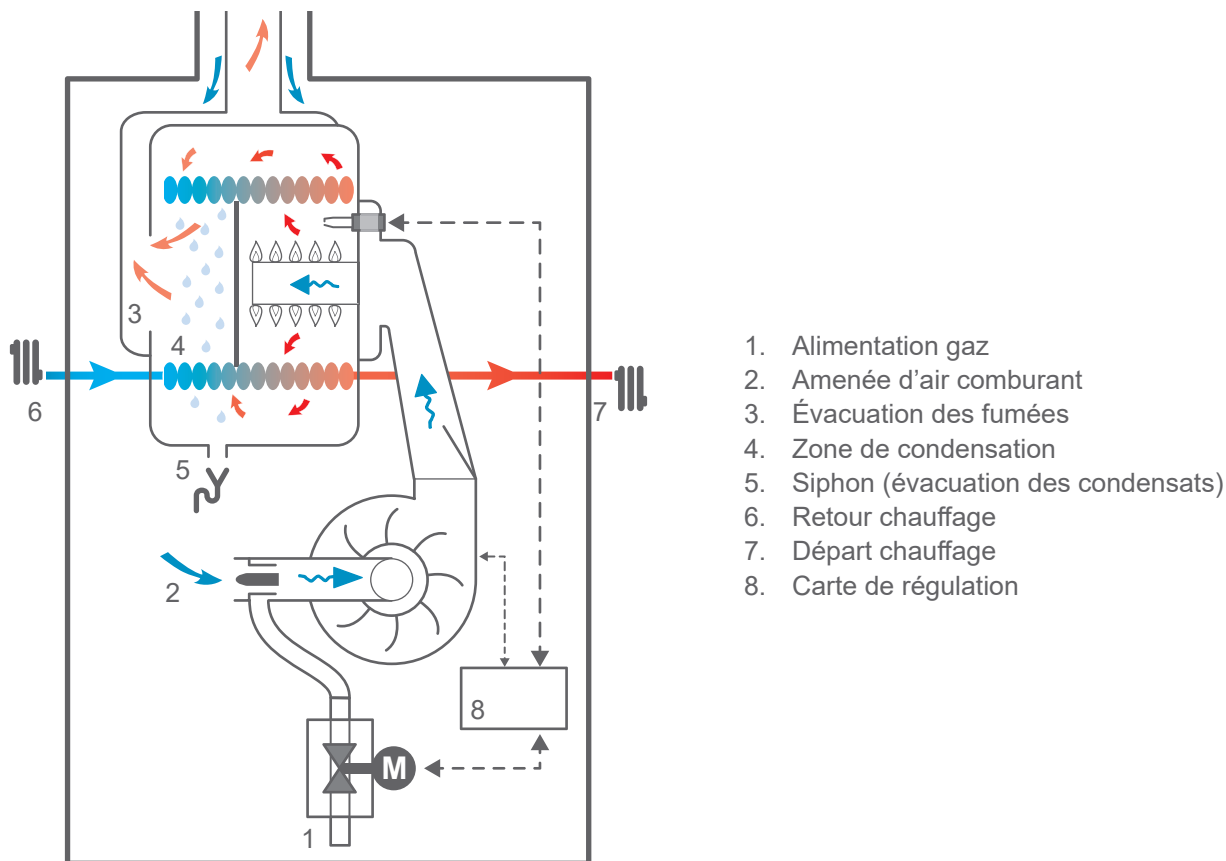 3
4
6
7
5
2
8
M
1
1. Alimentation gaz
2. Amenée d'air comburant
3. Évacuation des fumées
4. Zone de condensation
5. Siphon (évacuation des condensats)
6. Retour chauffage
7. Départ chauffage
8. Carte de régulation